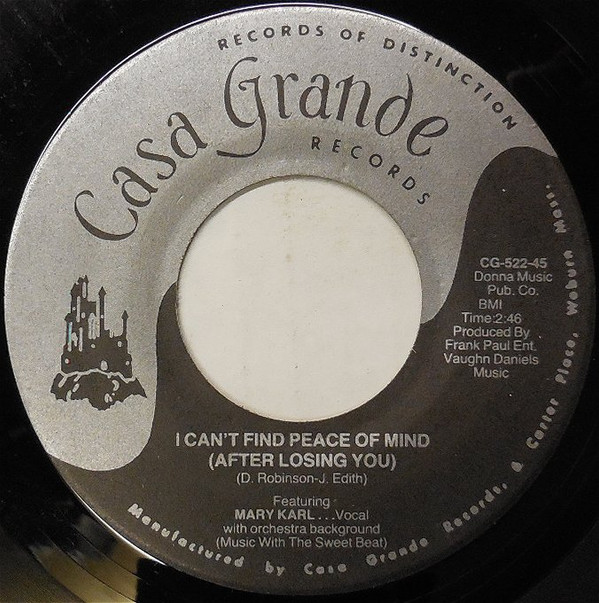 RECORDS OF DISTINCTION
Casa Grande
RECORDS
CG-522-45
Donna Music
Pub. Co.
BMI
Time:2:46
Produced By
Frank Paul Ent.
Vaughn Daniels
Music
I CAN'T FIND PEACE OF MIND
(AFTER LOSING YOU)
(D. Robinson-J. Edith)
Featuring
MARY KARL...Vocal
with orchestra background
(Music With The Sweet Beat)
Manufactured by Casa Grande Records, 6 Carter Place, Woburn Mass.